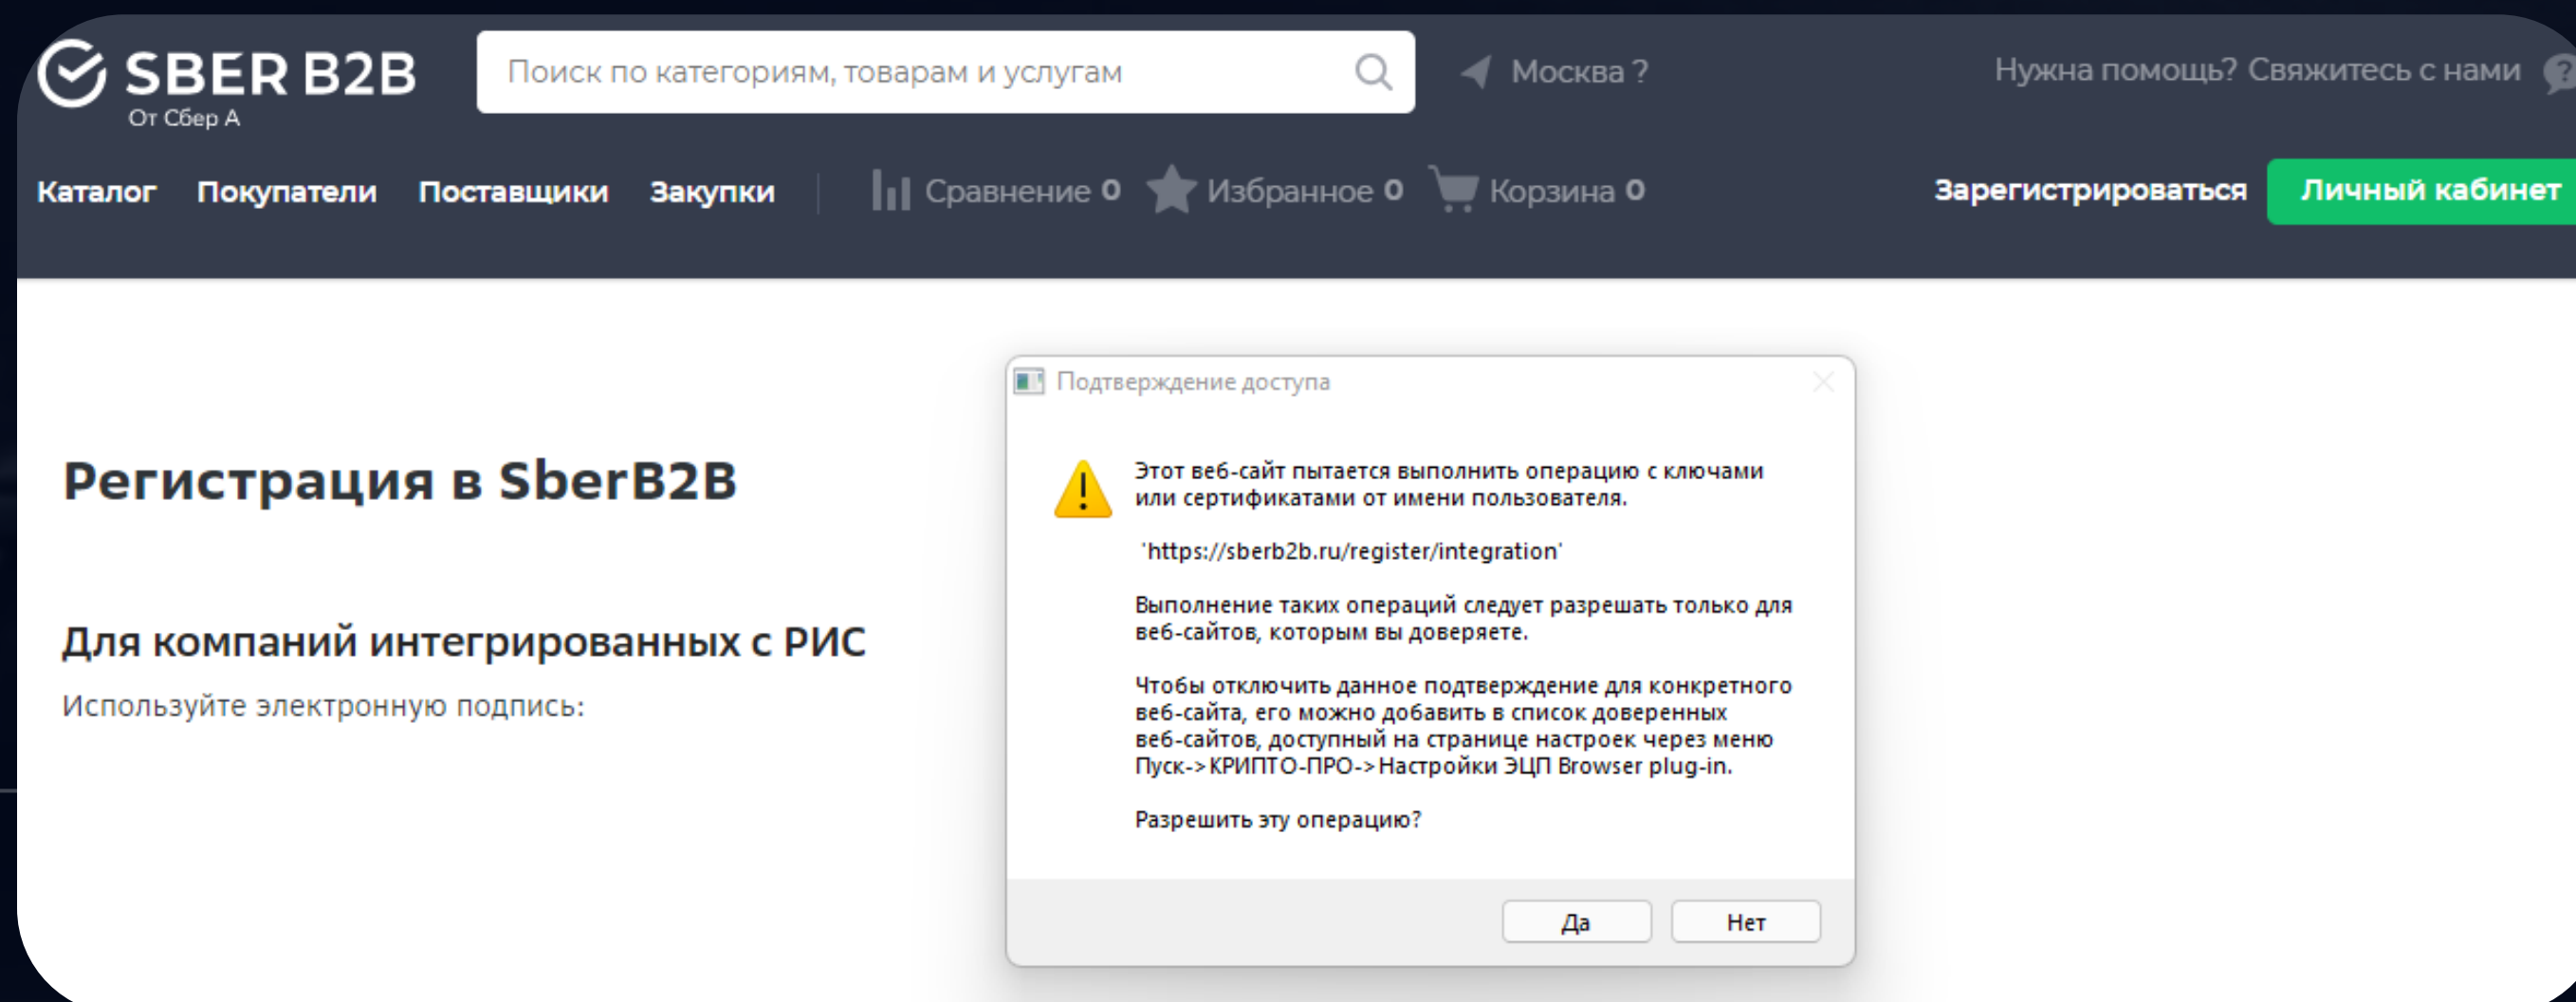 SBER B2B
От Сбер А
Поиск по категориям, товарам и услугам
Москва ?
Нужна помощь? Свяжитесь с нами ?
Каталог Покупатели Поставщики Закупки Сравнение 0 Избранное 0 Корзина 0 Зарегистрироваться Личный кабинет
Регистрация в SberB2B
Для компаний интегрированных с РИС
Используйте электронную подпись:
Подтверждение доступа
Этот веб-сайт пытается выполнить операцию с ключами
или сертификатами от имени пользователя.
'https://sberb2b.ru/register/integration'
Выполнение таких операций следует разрешать только для
веб-сайтов, которым вы доверяете.
Чтобы отключить данное подтверждение для конкретного
веб-сайта, его можно добавить в список доверенных
веб-сайтов, доступный на странице настроек через меню
Пуск->КРИПТО-ПРО->Настройки ЭЦП Browser plug-in.
Разрешить эту операцию?
Да Нет